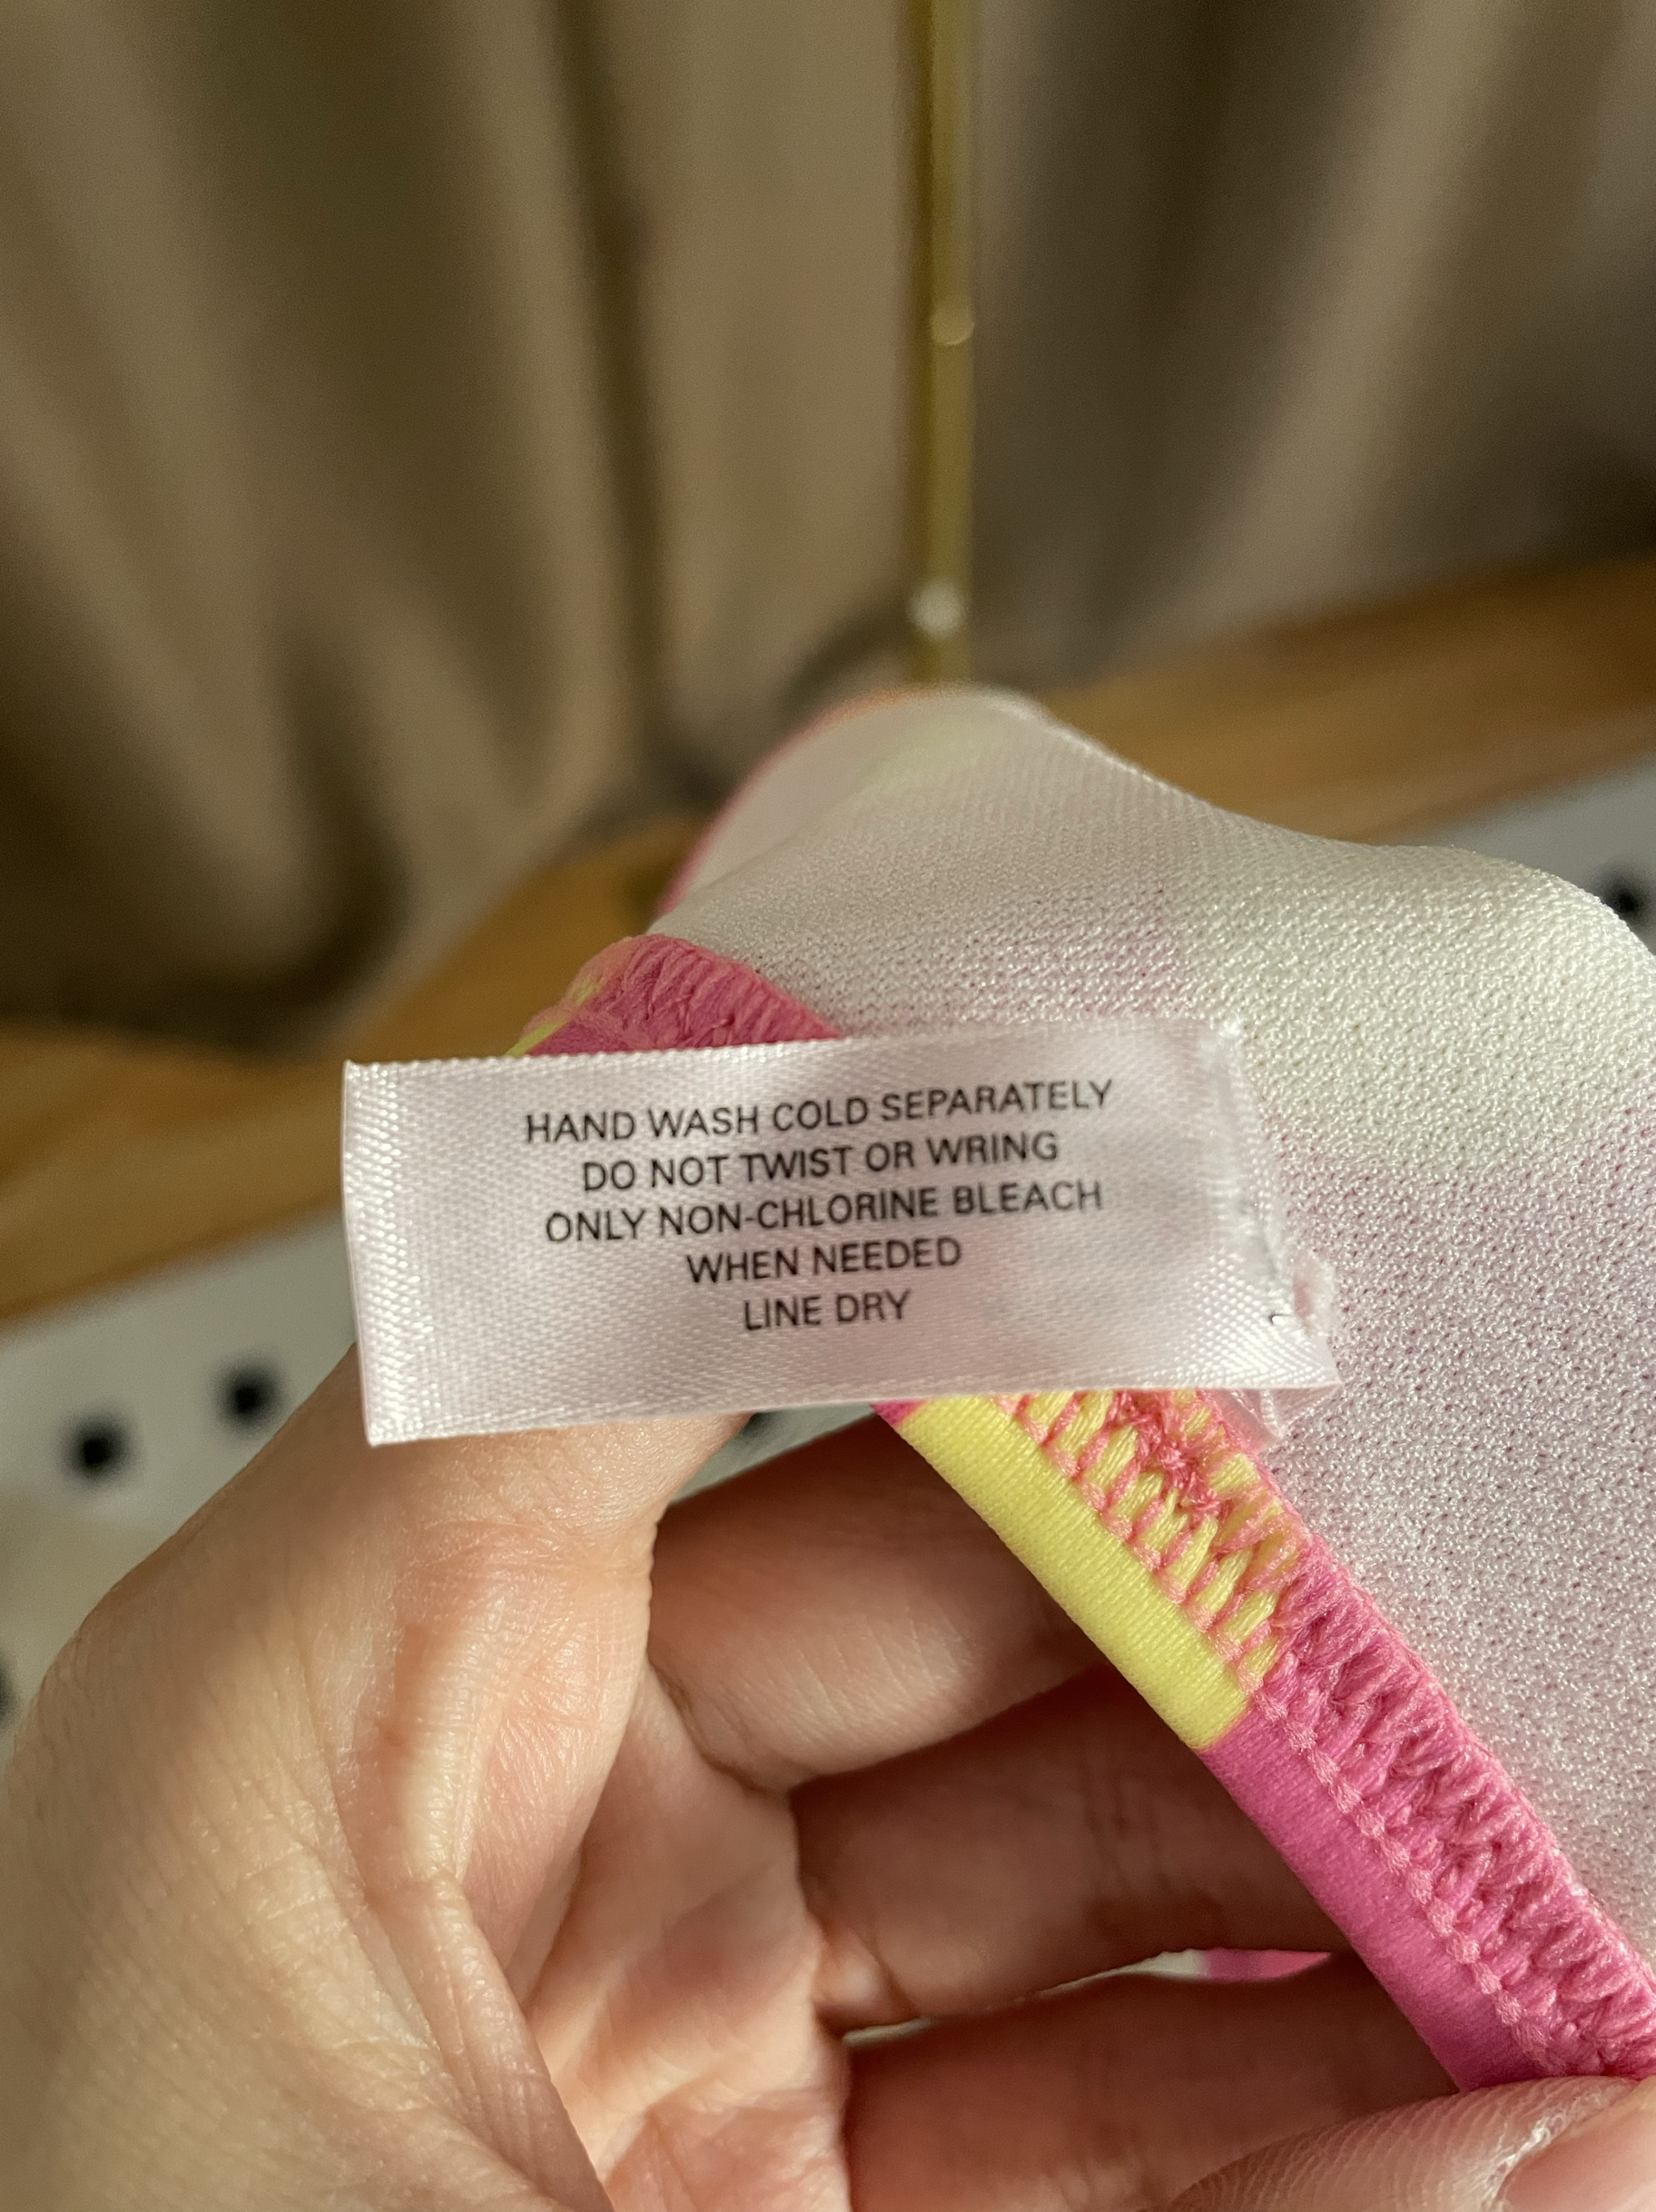 HAND WASH COLD SEPARATELY
DO NOT TWIST OR WRING
ONLY NON-CHLORINE BLEACH
WHEN NEEDED
LINE DRY